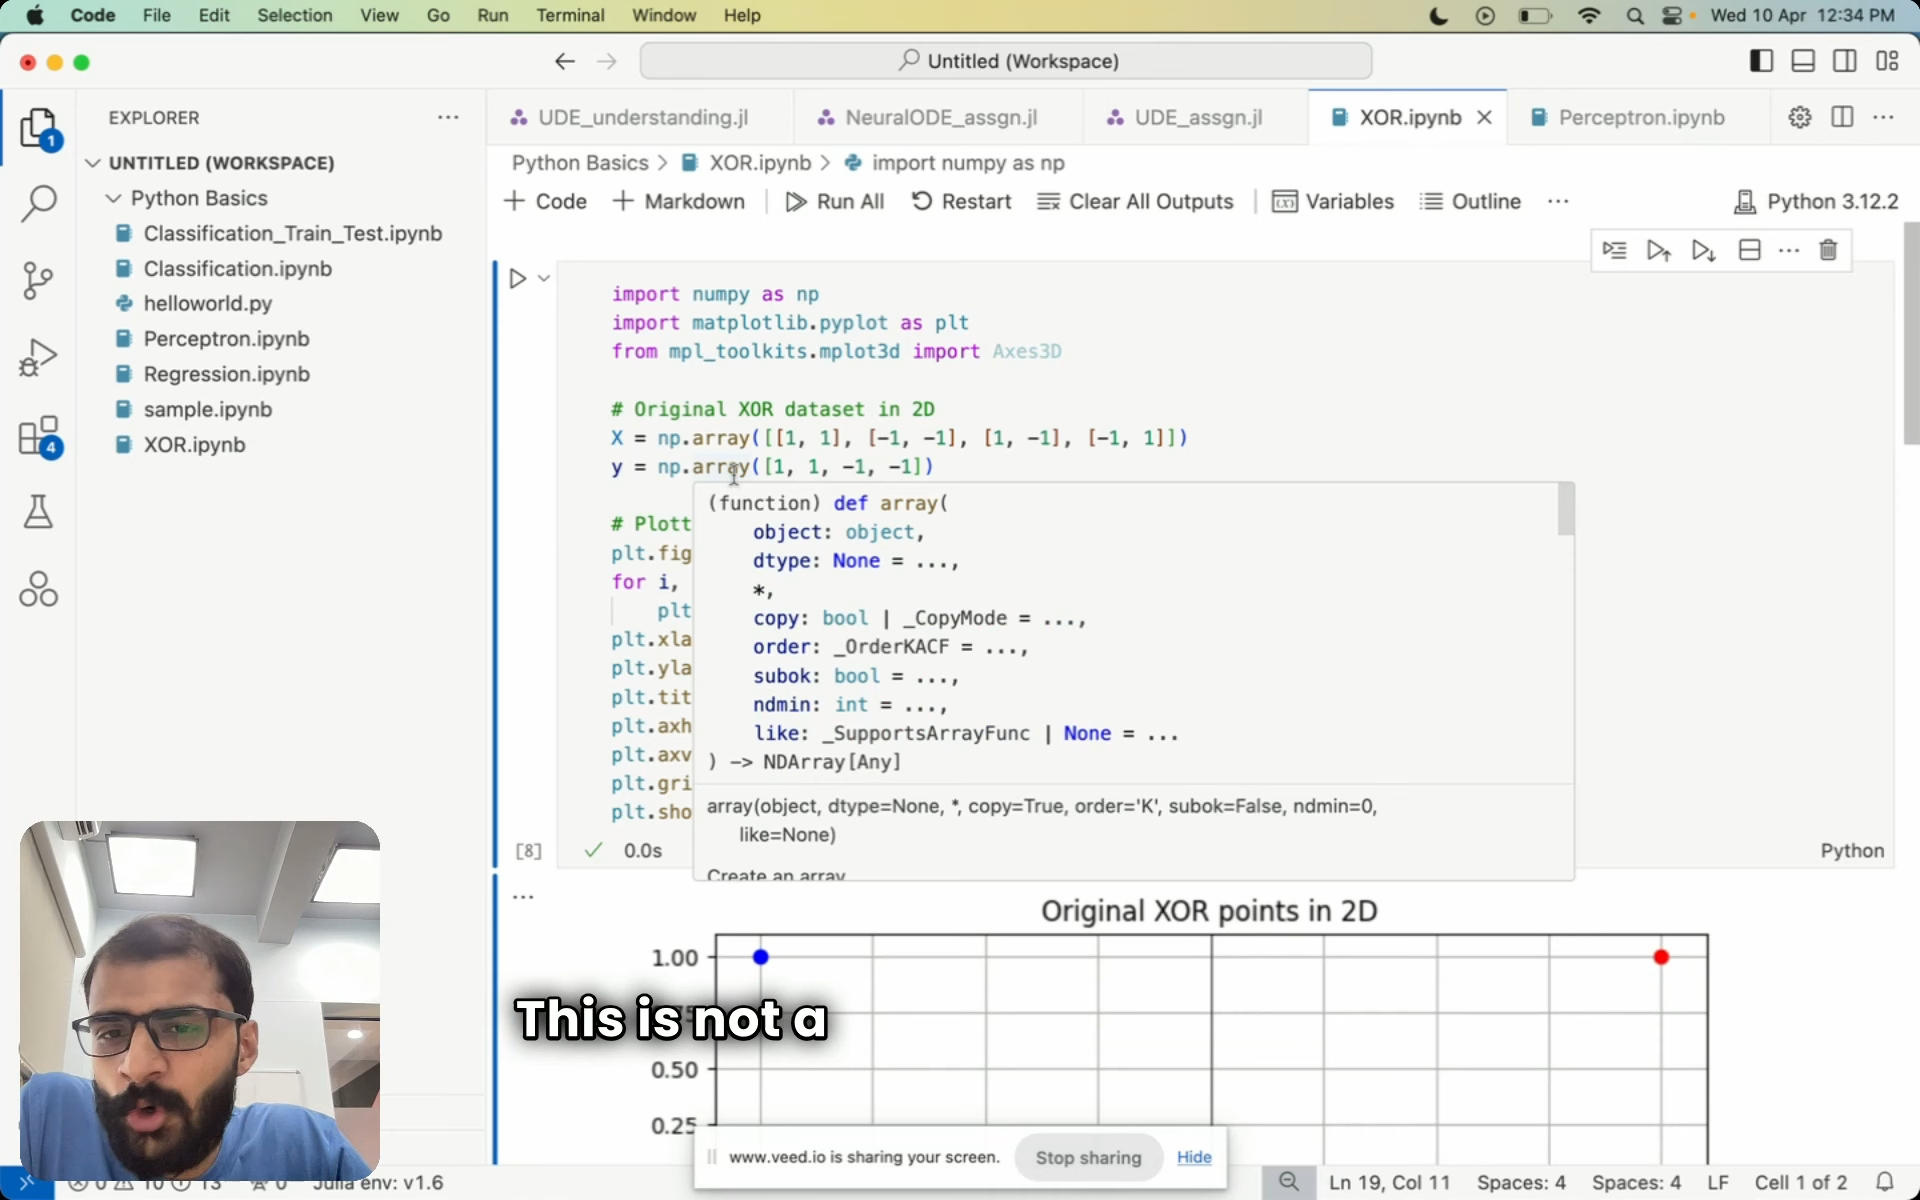 Code File Edit Selection View Go Run Terminal Window Help
Wed 10 Apr 12:34 PM
Untitled (Workspace)
EXPLORER
UNTITLED (WORKSPACE)
Python Basics
Classification_Train_Test.ipynb
Classification.ipynb
helloworld.py
Perceptron.ipynb
Regression.ipynb
sample.ipynb
XOR.ipynb
1
4
UDE_understanding.jl NeuralODE_assgn.jl UDE_assgn.jl XOR.ipynb Perceptron.ipynb
Python Basics > XOR.ipynb > import numpy as np
+ Code + Markdown Run All Restart Clear All Outputs Variables Outline ... Python 3.12.2
import numpy as np
import matplotlib.pyplot as plt
from mpl_toolkits.mplot3d import Axes3D
# Original XOR dataset in 2D
X = np.array([[1, 1], [-1, -1], [1, -1], [-1, 1]])
y = np.array([1, 1, -1, -1])
# Plott
plt.fig
for i,
plt
plt.xla
plt.yla
plt.tit
plt.axh
plt.axv
plt.gri
plt.sho
(function) def array(
object: object,
dtype: None = ...,
*,
copy: bool | _CopyMode = ...,
order: _OrderKACF = ...,
subok: bool = ...,
ndmin: int = ...,
like: _SupportsArrayFunc | None = ...
) -> NDArray[Any]
array(object, dtype=None, *, copy=True, order='K', subok=False, ndmin=0,
like=None)
Create an array
[8] 0.0s Python
Original XOR points in 2D
1.00
This is not a
0.50
0.25
www.veed.io is sharing your screen. Stop sharing Hide
Julia env: v1.6
Ln 19, Col 11 Spaces: 4 Spaces: 4 LF Cell 1 of 2